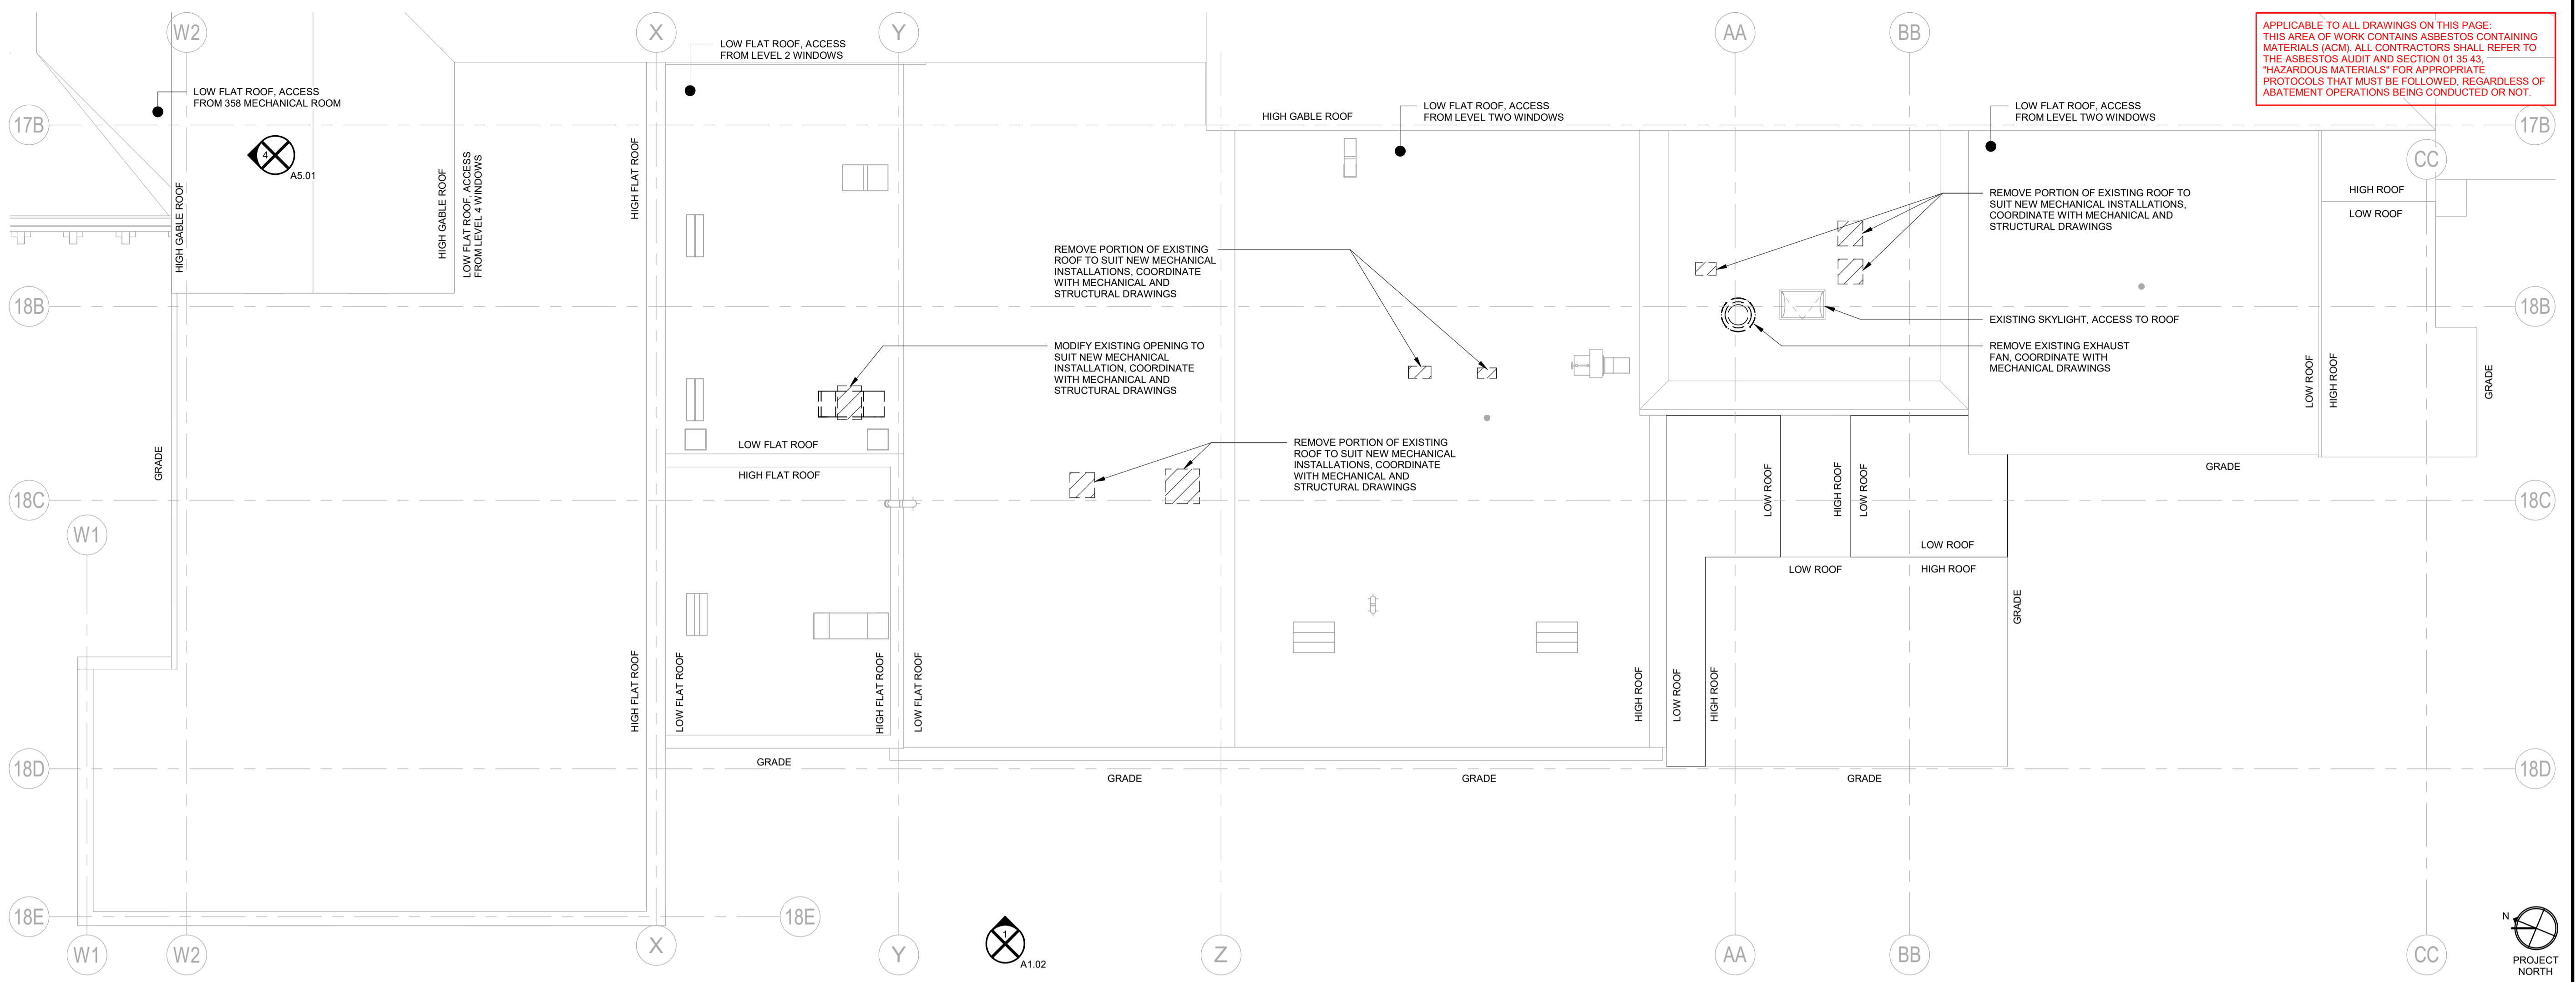 W2
X
Y
AA
BB
APPLICABLE TO ALL DRAWINGS ON THIS PAGE:
THIS AREA OF WORK CONTAINS ASBESTOS CONTAINING
MATERIALS (ACM). ALL CONTRACTORS SHALL REFER TO
THE ASBESTOS AUDIT AND SECTION 01 35 43,
"HAZARDOUS MATERIALS" FOR APPROPRIATE
PROTOCOLS THAT MUST BE FOLLOWED, REGARDLESS OF
ABATEMENT OPERATIONS BEING CONDUCTED OR NOT.
LOW FLAT ROOF, ACCESS
FROM LEVEL 2 WINDOWS
LOW FLAT ROOF, ACCESS
FROM 358 MECHANICAL ROOM
LOW FLAT ROOF, ACCESS
FROM LEVEL TWO WINDOWS
LOW FLAT ROOF, ACCESS
FROM LEVEL TWO WINDOWS
HIGH GABLE ROOF
17B
17B
4
A5.01
CC
HIGH GABLE ROOF
HIGH GABLE ROOF
LOW FLAT ROOF, ACCESS
FROM LEVEL 4 WINDOWS
HIGH FLAT ROOF
REMOVE PORTION OF EXISTING ROOF TO
SUIT NEW MECHANICAL INSTALLATIONS,
COORDINATE WITH MECHANICAL AND
STRUCTURAL DRAWINGS
HIGH ROOF
LOW ROOF
REMOVE PORTION OF EXISTING
ROOF TO SUIT NEW MECHANICAL
INSTALLATIONS, COORDINATE
WITH MECHANICAL AND
STRUCTURAL DRAWINGS
18B
18B
EXISTING SKYLIGHT, ACCESS TO ROOF
MODIFY EXISTING OPENING TO
SUIT NEW MECHANICAL
INSTALLATION, COORDINATE
WITH MECHANICAL AND
STRUCTURAL DRAWINGS
REMOVE EXISTING EXHAUST
FAN, COORDINATE WITH
MECHANICAL DRAWINGS
LOW ROOF
HIGH ROOF
GRADE
GRADE
LOW FLAT ROOF
HIGH FLAT ROOF
REMOVE PORTION OF EXISTING
ROOF TO SUIT NEW MECHANICAL
INSTALLATIONS, COORDINATE
WITH MECHANICAL AND
STRUCTURAL DRAWINGS
GRADE
18C
18C
LOW ROOF
HIGH ROOF
LOW ROOF
W1
LOW ROOF
LOW ROOF
HIGH ROOF
GRADE
HIGH FLAT ROOF
LOW FLAT ROOF
HIGH FLAT ROOF
LOW FLAT ROOF
HIGH ROOF
LOW ROOF
HIGH ROOF
GRADE
18D
18D
GRADE
GRADE
GRADE
18E
18E
1
A1.02
W1
W2
X
Y
Z
AA
BB
CC
N
PROJECT
NORTH